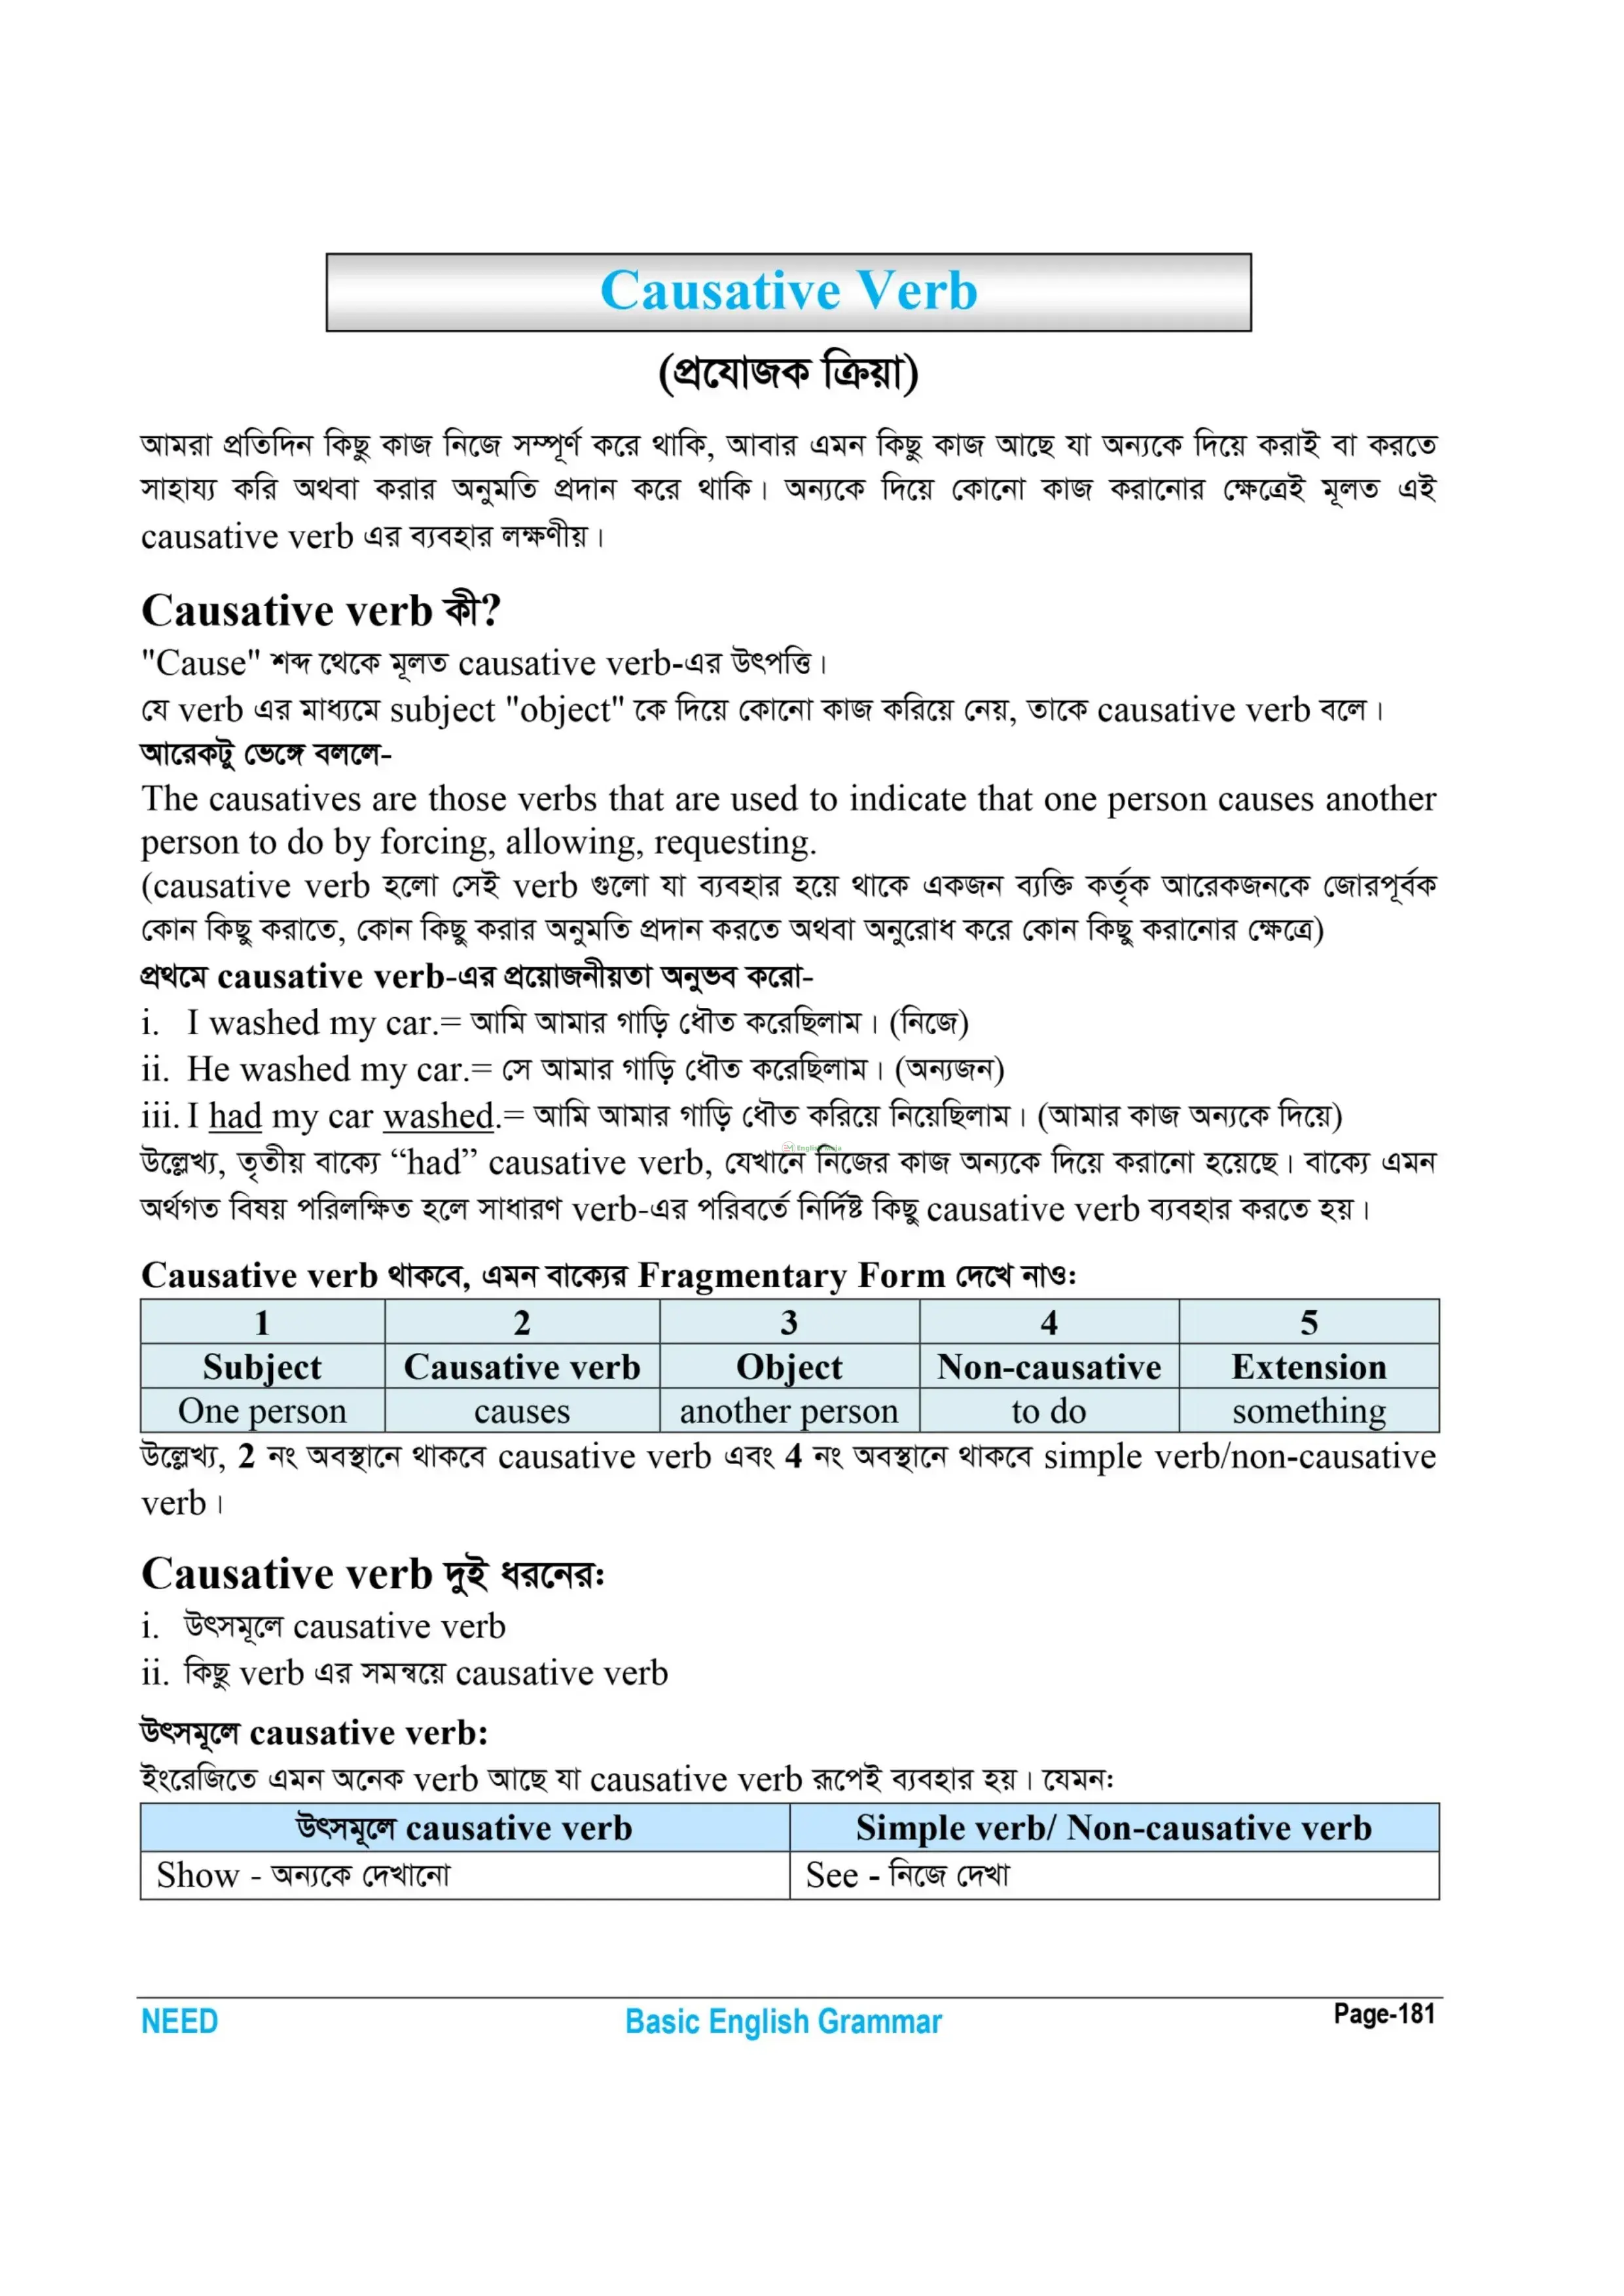 Causative Verb
(প্রযোজক ক্রিয়া)
আমরা প্রতিদিন কিছু কাজ নিজে সম্পূর্ণ করে থাকি, আবার এমন কিছু কাজ আছে যা অন্যকে দিয়ে করাই বা করতে
সাহায্য করি অথবা করার অনুমতি প্রদান করে থাকি। অন্যকে দিয়ে কোনো কাজ করানোর ক্ষেত্রেই মূলত এই
causative verb এর ব্যবহার লক্ষণীয়।
Causative verb কী?
"Cause" শব্দ থেকে মূলত causative verb-এর উৎপত্তি।
যে verb এর মাধ্যমে subject "object" কে দিয়ে কোনো কাজ করিয়ে নেয়, তাকে causative verb বলে।
আরেকটু ভেঙ্গে বললে-
The causatives are those verbs that are used to indicate that one person causes another
person to do by forcing, allowing, requesting.
(causative verb হলো সেই verb গুলো যা ব্যবহার হয়ে থাকে একজন ব্যক্তি কর্তৃক আরেকজনকে জোরপূর্বক
কোন কিছু করাতে, কোন কিছু করার অনুমতি প্রদান করতে অথবা অনুরোধ করে কোন কিছু করানোর ক্ষেত্রে)
প্রথমে causative verb-এর প্রয়োজনীয়তা অনুভব করো-
i. I washed my car.= আমি আমার গাড়ি ধৌত করেছিলাম। (নিজে)
ii. He washed my car.= সে আমার গাড়ি ধৌত করেছিলাম। (অন্যজন)
iii. I had my car washed.= আমি আমার গাড়ি ধৌত করিয়ে নিয়েছিলাম। (আমার কাজ অন্যকে দিয়ে)
উল্লেখ্য, তৃতীয় বাক্যে “had” causative verb, যেখানে নিজের কাজ অন্যকে দিয়ে করানো হয়েছে। বাক্যে এমন
অর্থগত বিষয় পরিলক্ষিত হলে সাধারণ verb-এর পরিবর্তে নির্দিষ্ট কিছু causative verb ব্যবহার করতে হয়।
Causative verb থাকবে, এমন বাক্যের Fragmentary Form দেখে নাওঃ
1 2 3 4 5
Subject Causative verb Object Non-causative Extension
One person causes another person to do something
উল্লেখ্য, 2 নং অবস্থানে থাকবে causative verb এবং 4 নং অবস্থানে থাকবে simple verb/non-causative
verb।
Causative verb দুই ধরনেরঃ
i. উৎসমূলে causative verb
ii. কিছু verb এর সমন্বয়ে causative verb
উৎসমূলে causative verb:
ইংরেজিতে এমন অনেক verb আছে যা causative verb রূপেই ব্যবহার হয়। যেমনঃ
উৎসমূলে causative verb Simple verb/ Non-causative verb
Show - অন্যকে দেখানো See - নিজে দেখা
NEED Basic English Grammar Page-181